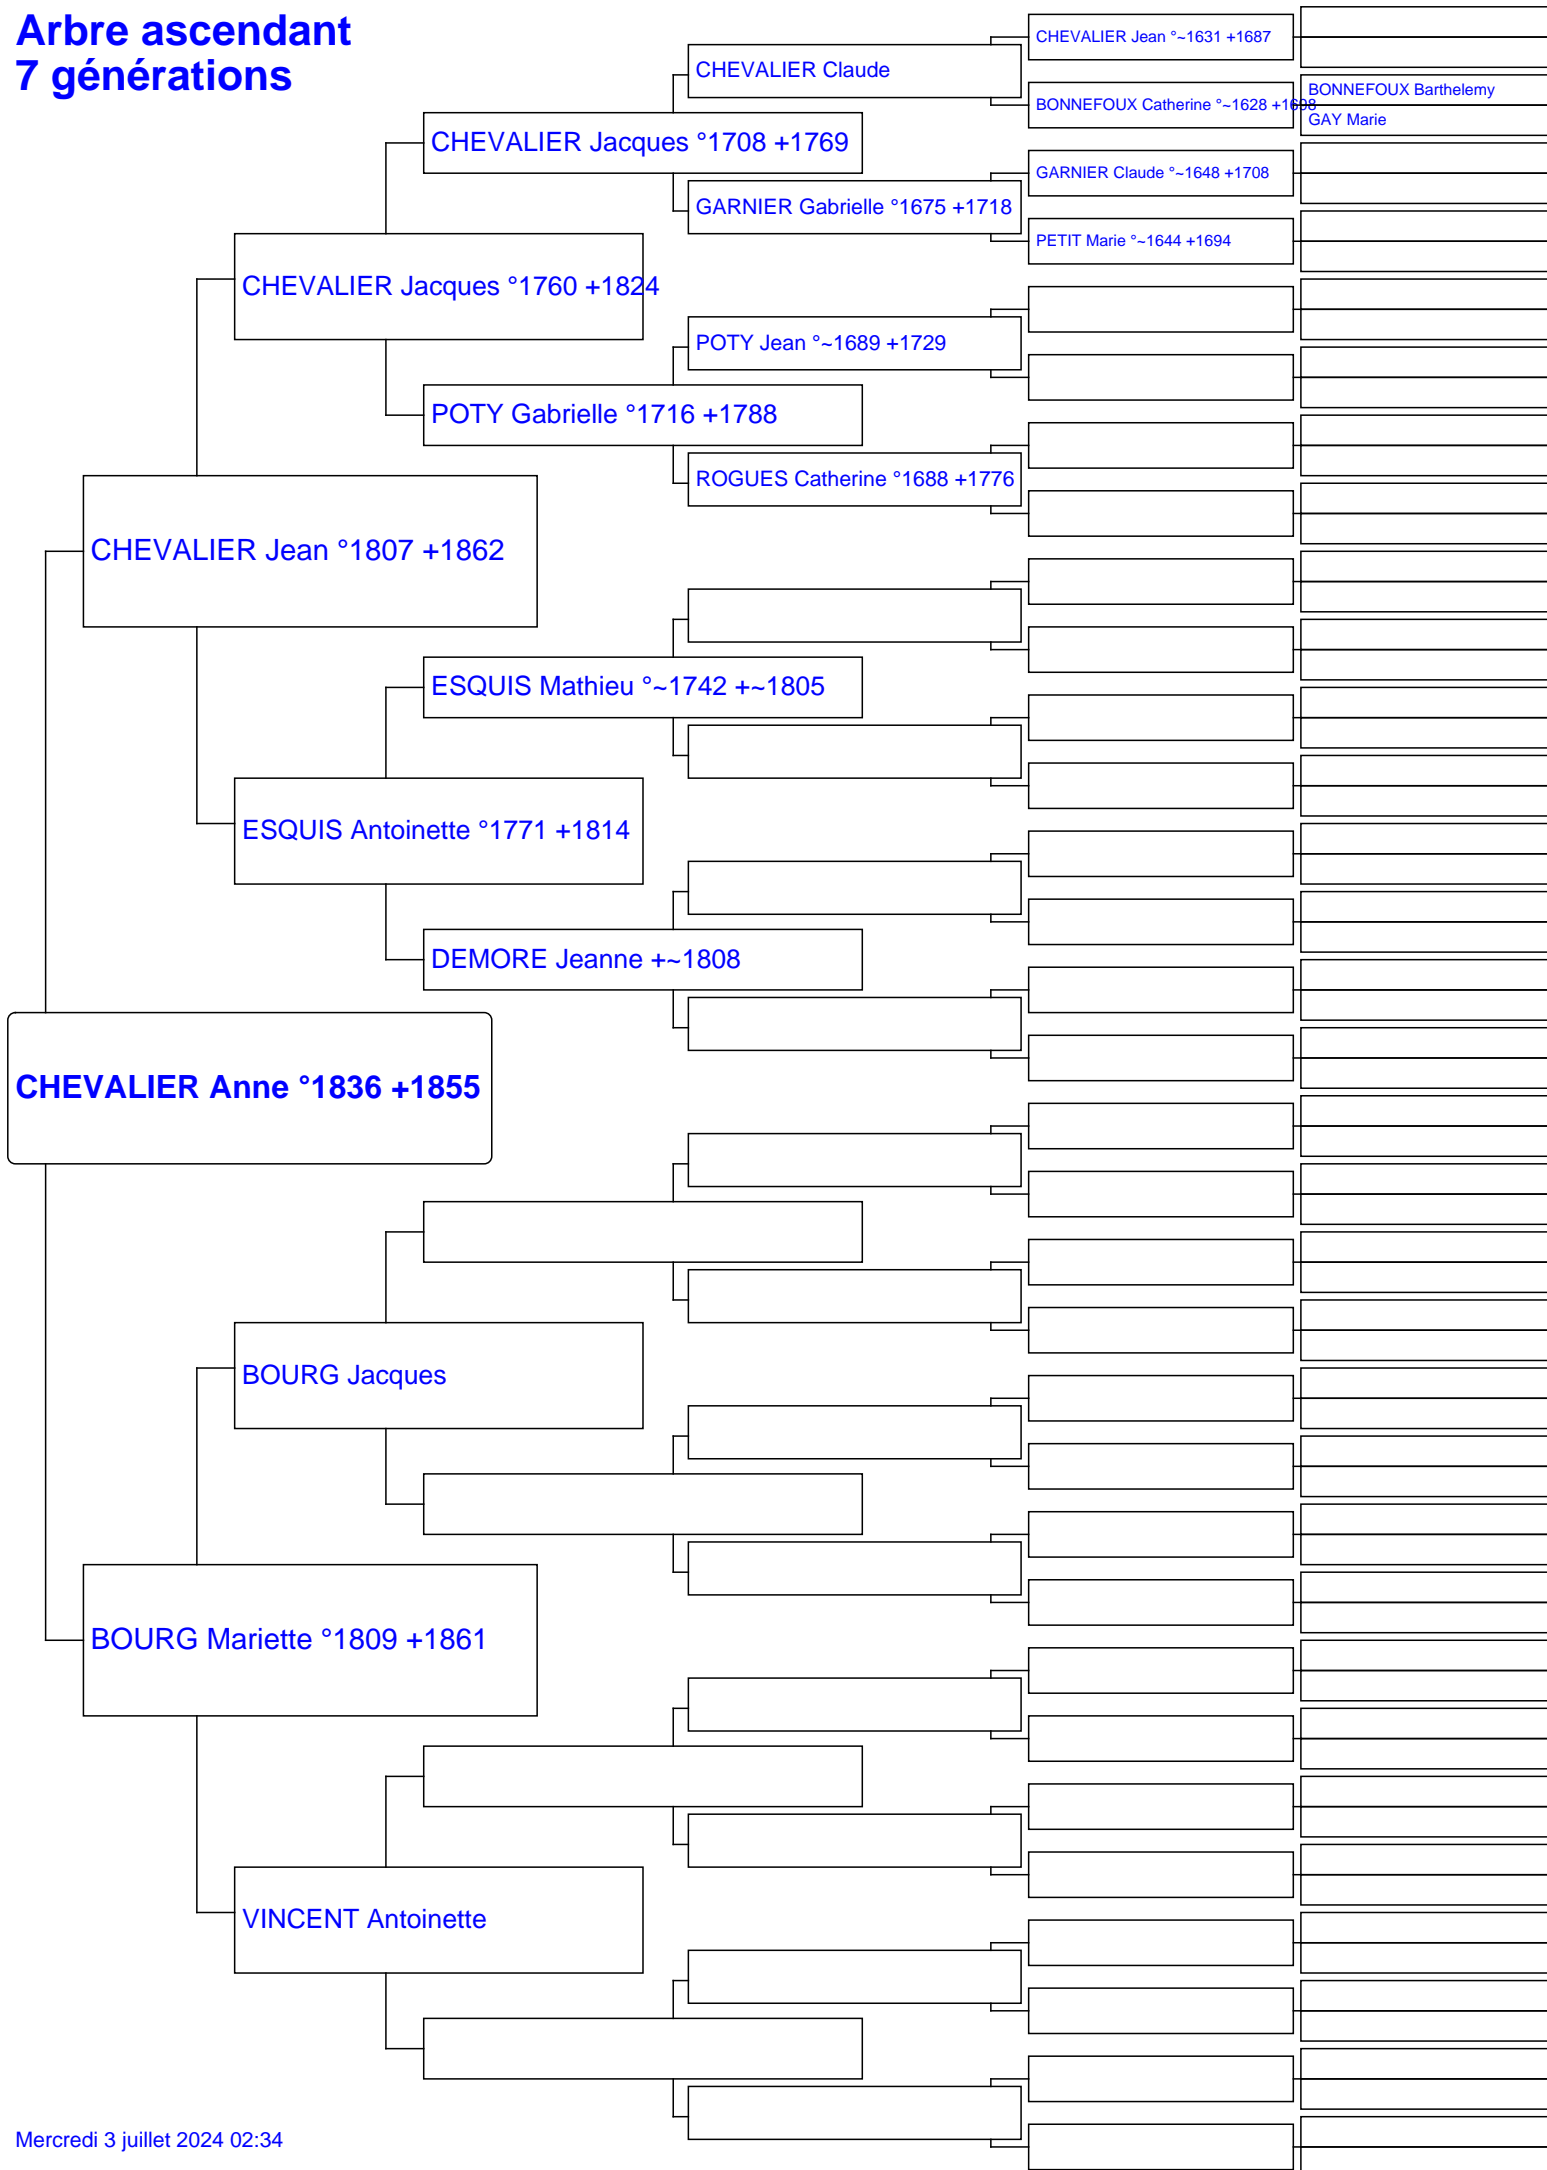 Arbre ascendant
7 générations
CHEVALIER Jean °~1631 +1687
CHEVALIER Claude
BONNEFOUX Barthelemy
BONNEFOUX Catherine °~1628 +1698
GAY Marie
CHEVALIER Jacques °1708 +1769
GARNIER Claude °~1648 +1708
GARNIER Gabrielle °1675 +1718
PETIT Marie °~1644 +1694
CHEVALIER Jacques °1760 +1824
POTY Jean °~1689 +1729
POTY Gabrielle °1716 +1788
ROGUES Catherine °1688 +1776
CHEVALIER Jean °1807 +1862
ESQUIS Mathieu °~1742 +~1805
ESQUIS Antoinette °1771 +1814
DEMORE Jeanne +~1808
CHEVALIER Anne °1836 +1855
BOURG Jacques
BOURG Mariette °1809 +1861
VINCENT Antoinette
Mercredi 3 juillet 2024 02:34